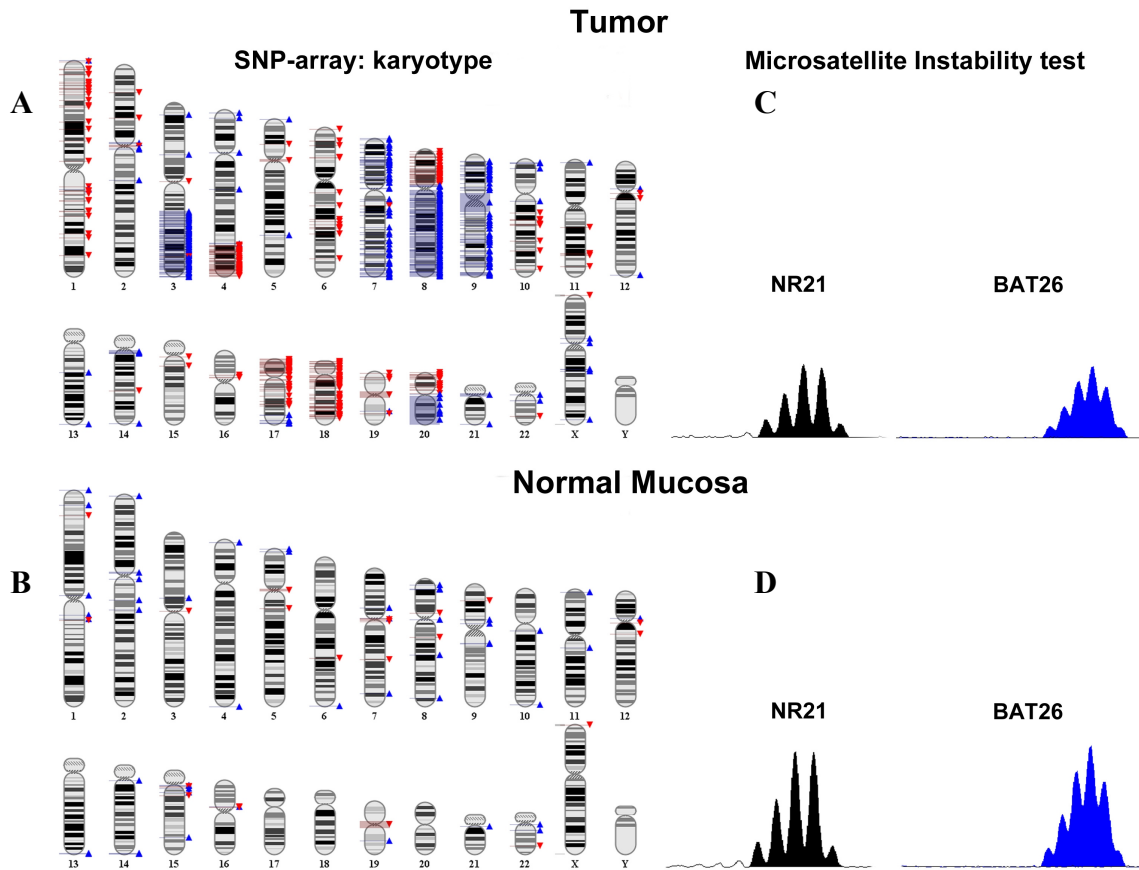 Tumor
SNP-array: karyotype
Microsatellite Instability test
A
C
1 2 3 4 5 6 7 8 9 10 11 12
NR21 BAT26
13 14 15 16 17 18 19 20 21 22 X Y
Normal Mucosa
B
D
1 2 3 4 5 6 7 8 9 10 11 12
NR21 BAT26
13 14 15 16 17 18 19 20 21 22 X Y